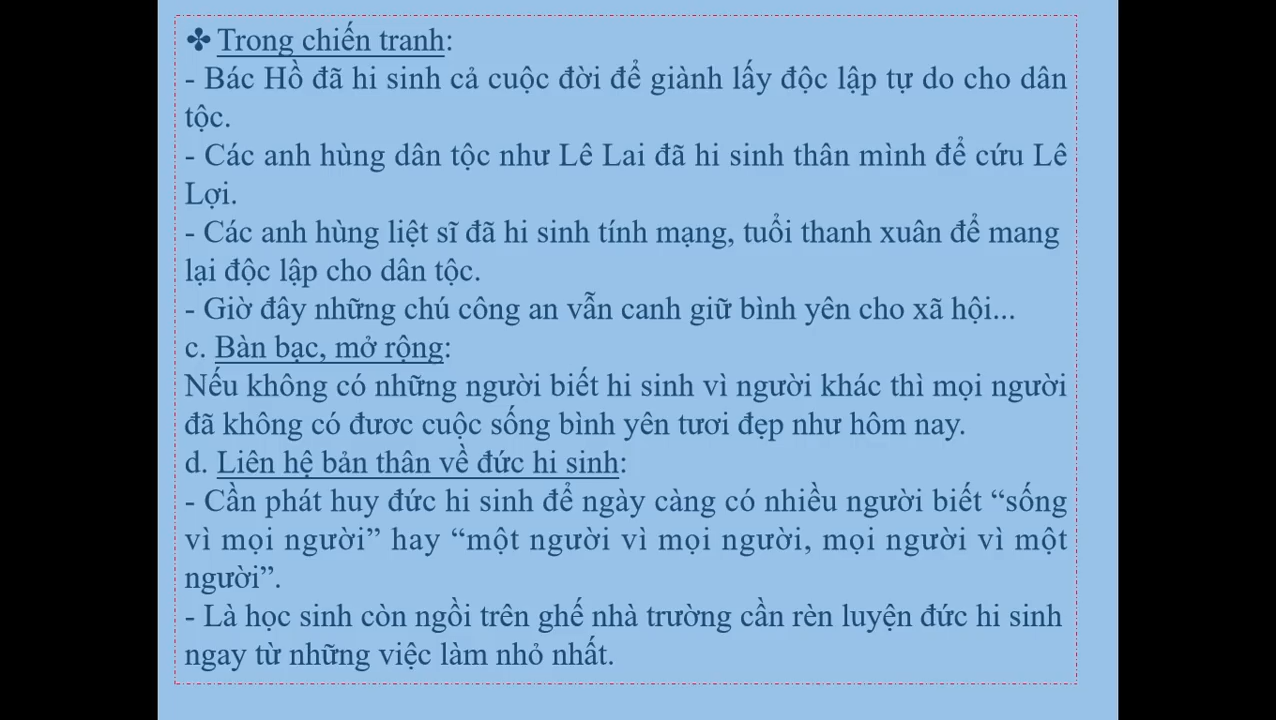 ✤ Trong chiến tranh:
- Bác Hồ đã hi sinh cả cuộc đời để giành lấy độc lập tự do cho dân
tộc.
- Các anh hùng dân tộc như Lê Lai đã hi sinh thân mình để cứu Lê
Lợi.
- Các anh hùng liệt sĩ đã hi sinh tính mạng, tuổi thanh xuân để mang
lại độc lập cho dân tộc.
- Giờ đây những chú công an vẫn canh giữ bình yên cho xã hội...
c. Bàn bạc, mở rộng:
Nếu không có những người biết hi sinh vì người khác thì mọi người
đã không có đươc cuộc sống bình yên tươi đẹp như hôm nay.
d. Liên hệ bản thân về đức hi sinh:
- Cần phát huy đức hi sinh để ngày càng có nhiều người biết “sống
vì mọi người” hay “một người vì mọi người, mọi người vì một
người”.
- Là học sinh còn ngồi trên ghế nhà trường cần rèn luyện đức hi sinh
ngay từ những việc làm nhỏ nhất.